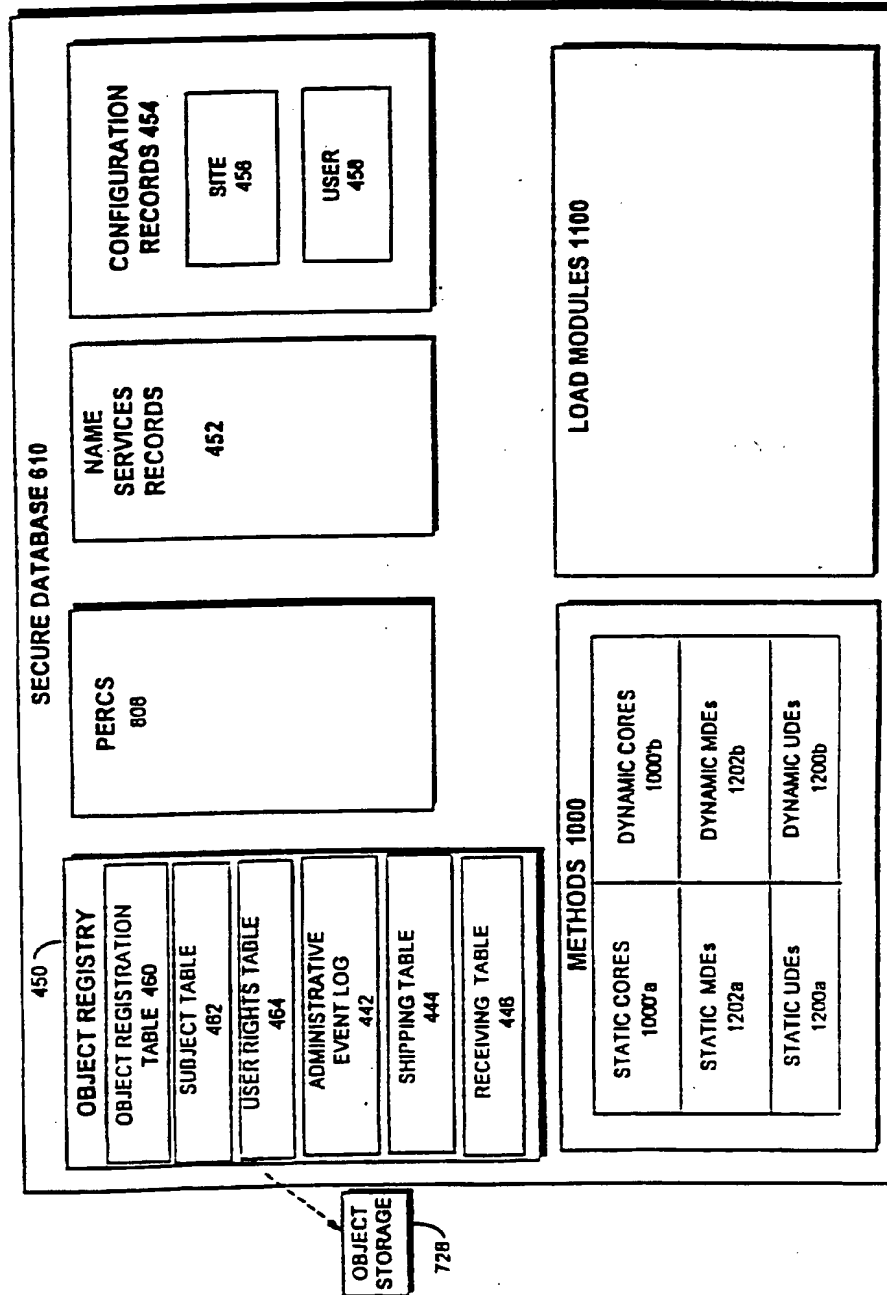 SECURE DATABASE 610
450
OBJECT REGISTRY
OBJECT REGISTRATION
TABLE 460
SUBJECT TABLE
462
USER RIGHTS TABLE
464
ADMINISTRATIVE
EVENT LOG
442
SHIPPING TABLE
444
RECEIVING TABLE
446
PERCS
808
NAME
SERVICES
RECORDS
452
CONFIGURATION
RECORDS 454
SITE
456
USER
458
OBJECT
STORAGE
728
METHODS 1000
STATIC CORES
1000'a
DYNAMIC CORES
1000'b
STATIC MDEs
1202a
DYNAMIC MDEs
1202b
STATIC UDEs
1200a
DYNAMIC UDEs
1200b
LOAD MODULES 1100